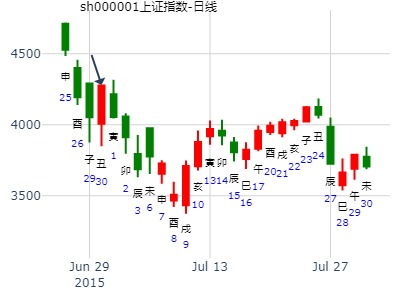 sh000001上证指数-日线
4500
4000
3500
申
25
酉
26
子
29
丑
30
寅
1
卯
2
辰
3
未
6
申
7
酉
8
戌
9
亥
10
寅
13
卯
14
辰
15
巳
16
午
17
酉
20
戌
21
亥
22
子
23
丑
24
辰
27
巳
28
午
29
未
30
Jun 29
2015
Jul 13
Jul 27